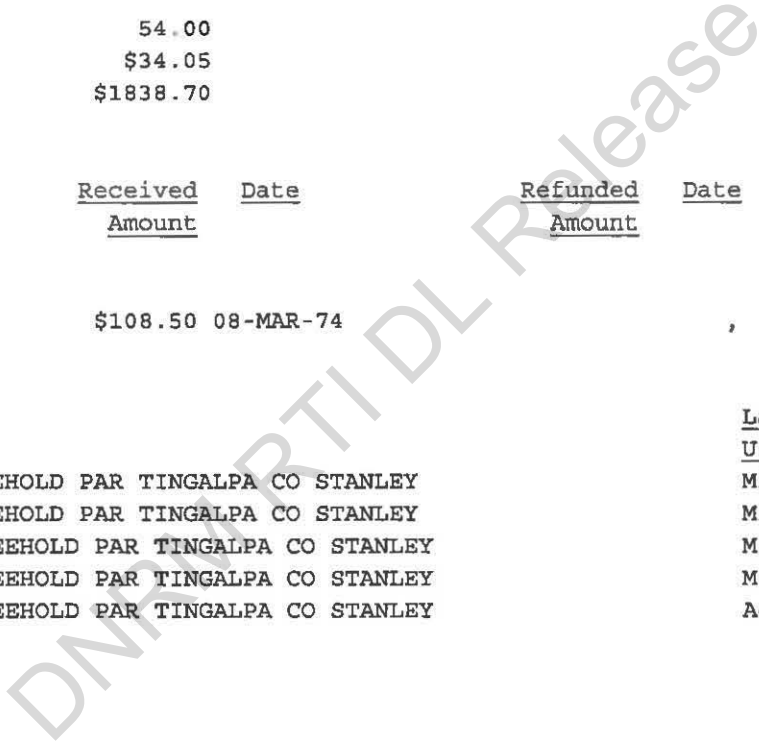 54.00
$34.05
$1838.70
Received Date Refunded Date
Amount Amount
$108.50 08-MAR-74 ,
EHOLD PAR TINGALPA CO STANLEY M
EHOLD PAR TINGALPA CO STANLEY M
EEHOLD PAR TINGALPA CO STANLEY M
EEHOLD PAR TINGALPA CO STANLEY M
EEHOLD PAR TINGALPA CO STANLEY A
DNRM RTI DL Release